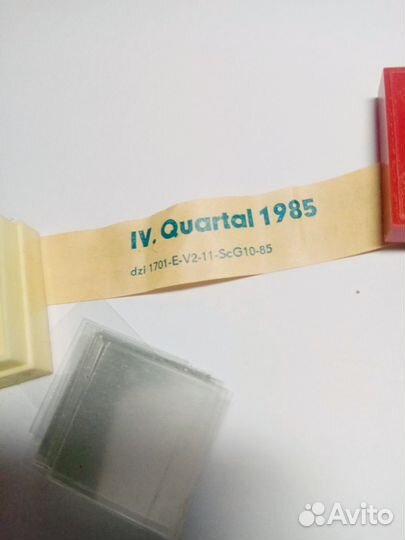 IV. Quartal 1985
dzi 1701-E-V2-11-ScG10-85
Avito